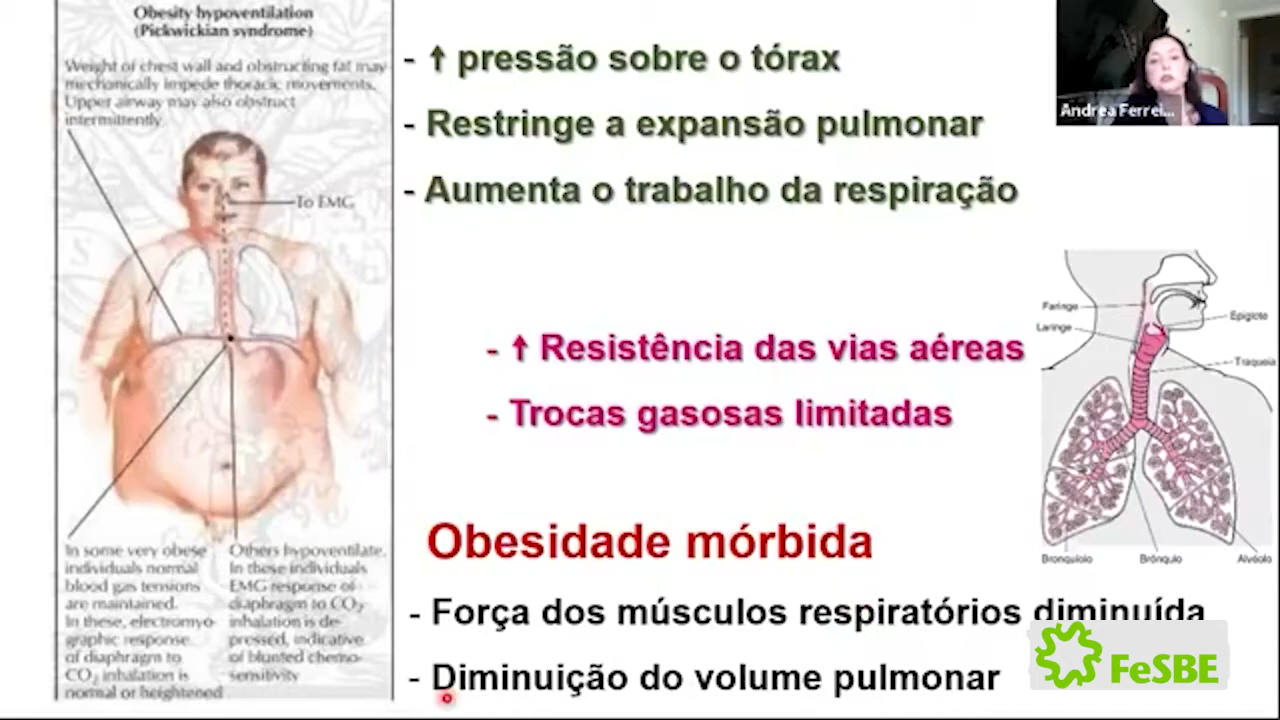 Obesity hypoventilation
(Pickwickian syndrome)
Weight of chest wall and obstructing fat may
mechanically impede thoracic movements.
Upper airway may also obstruct
intermittently
To EMG
In some very obese
individuals normal
blood gas tensions
are maintained.
In these, electromyo-
graphic response
of diaphragm to
CO₂ inhalation is
normal or heightened
Others hypoventilate.
In these individuals
EMG response of
diaphragm to CO₂
inhalation is de-
pressed, indicative
of blunted chemo-
sensitivity
- ↑ pressão sobre o tórax
- Restringe a expansão pulmonar
- Aumenta o trabalho da respiração
- ↑ Resistência das vias aéreas
- Trocas gasosas limitadas
Obesidade mórbida
- Força dos músculos respiratórios diminuída
- Diminuição do volume pulmonar
Andrea Ferrei...
Faringe
Laringe
Epiglote
Traqueia
Bronquíolo
Brônquio
Alvéolo
FeSBE